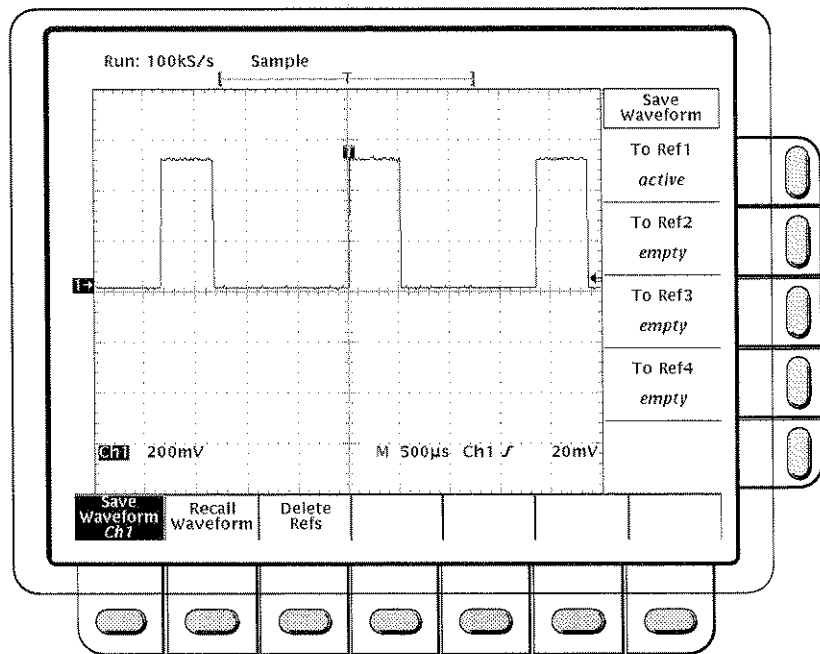 Run: 100kS/s Sample
T
Save
Waveform
To Ref1
active
T
To Ref2
empty
1
To Ref3
empty
To Ref4
empty
Ch1 200mV M 500µs Ch1 20mV
Save
Waveform
Ch1
Recall
Waveform
Delete
Refs